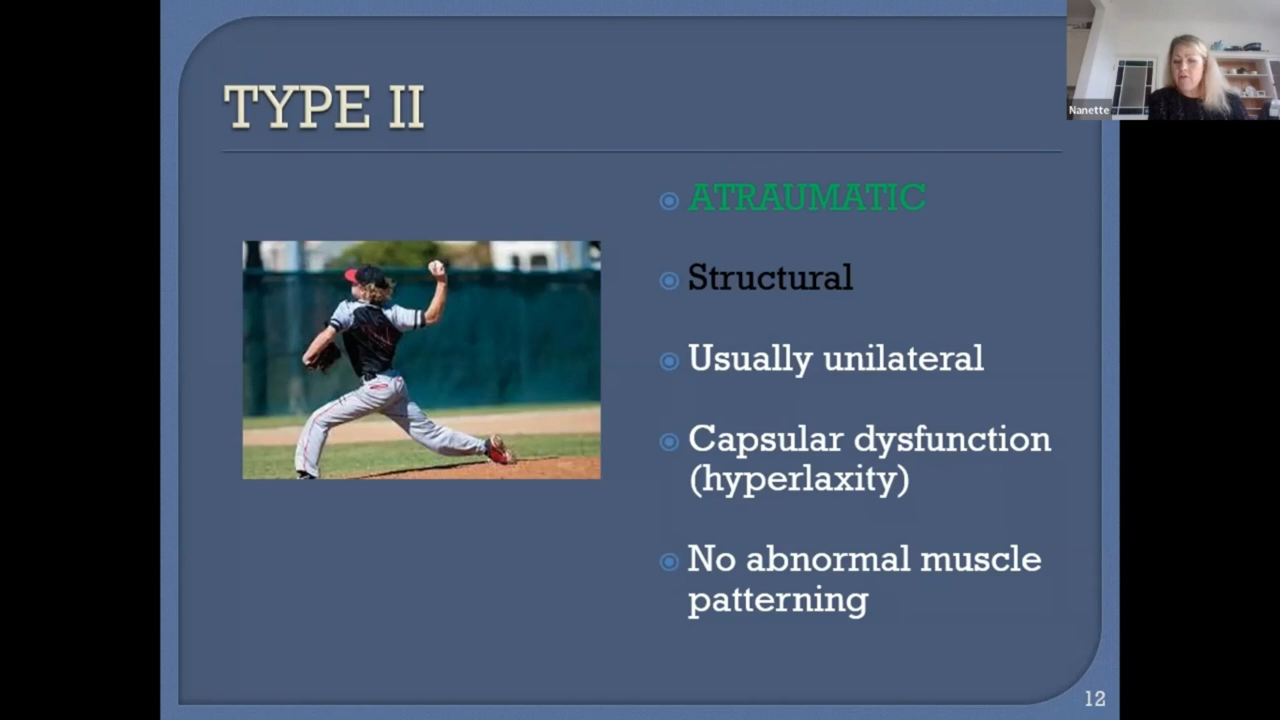 TYPE II
ATRAUMATIC
Structural
Usually unilateral
Capsular dysfunction
(hyperlaxity)
No abnormal muscle
patterning
12
Nanette